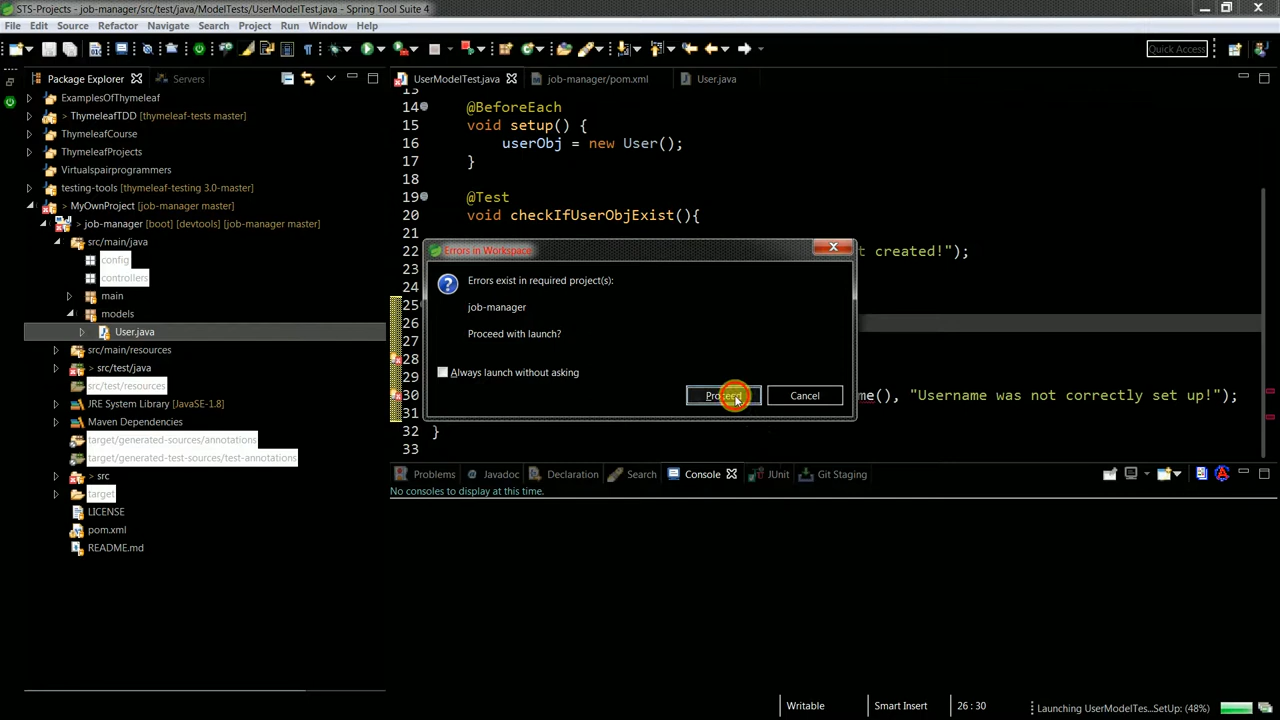 STS-Projects - job-manager/src/test/java/ModelTests/UserModelTest.java - Spring Tool Suite 4
File Edit Source Refactor Navigate Search Project Run Window Help
Quick Access
Package Explorer Servers
UserModelTest.java job-manager/pom.xml User.java
ExamplesOfThymeleaf
> ThymeleafTDD [thymeleaf-tests master]
ThymeleafCourse
ThymeleafProjects
Virtualspairprogrammers
testing-tools [thymeleaf-testing 3.0-master]
> MyOwnProject [job-manager master]
> job-manager [boot] [devtools] [job-manager master]
src/main/java
config
controllers
main
models
User.java
src/main/resources
> src/test/java
src/test/resources
JRE System Library [JavaSE-1.8]
Maven Dependencies
target/generated-sources/annotations
target/generated-test-sources/test-annotations
> src
target
LICENSE
pom.xml
README.md
13
14 @BeforeEach
15 void setup() {
16 userObj = new User();
17 }
18
19 @Test
20 void checkIfUserObjExist(){
21
22 t created!");
23
24
25
26
28
29
30 me(), "Username was not correctly set up!");
31
32 }
33
Errors in Workspace
Errors exist in required project(s):
job-manager
Proceed with launch?
Always launch without asking
Proceed Cancel
Problems Javadoc Declaration Search Console JUnit Git Staging
No consoles to display at this time.
Writable Smart Insert 26 : 30 Launching UserModelTes...SetUp: (48%)